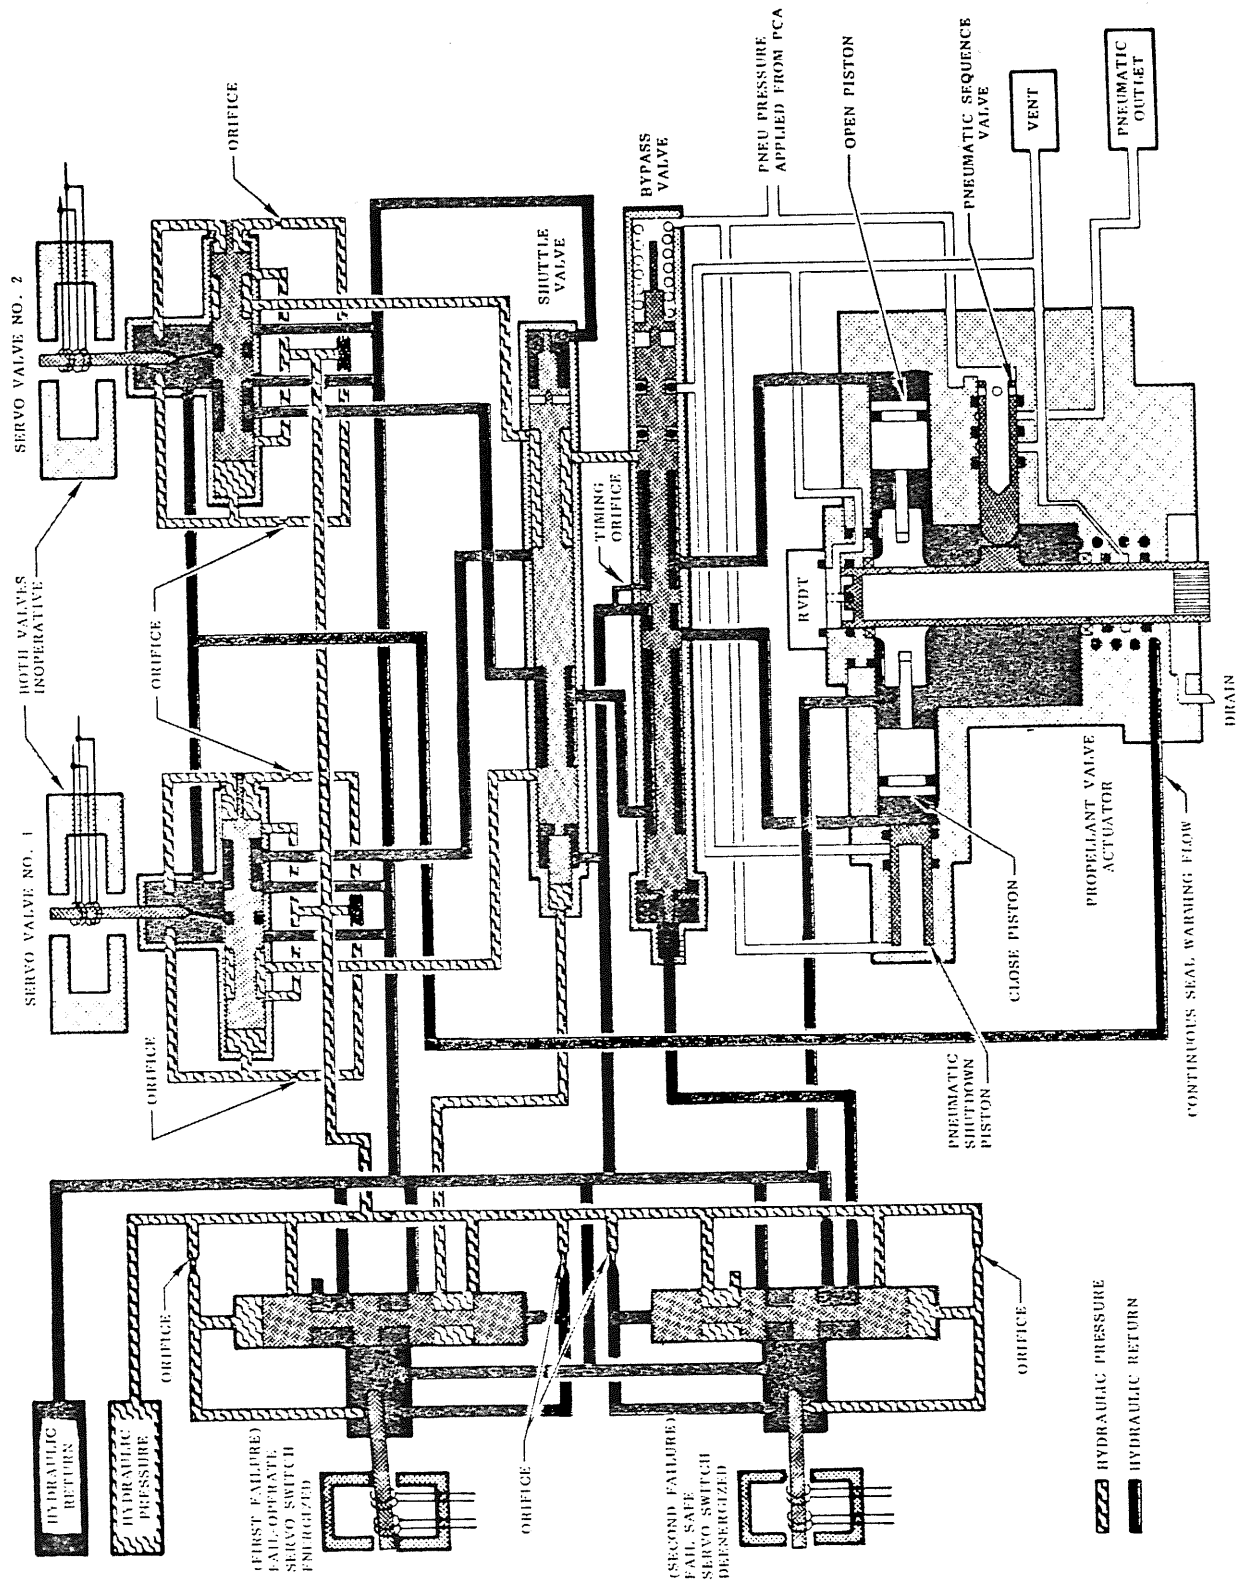 SERVO VALVE NO. 1
BOTH VALVES
INOPERATIVE
SERVO VALVE NO. 2
ORIFICE
ORIFICE
ORIFICE
SHUTTLE
VALVE
TIMING
ORIFICE
BYPASS
VALVE
PNEU PRESSURE
APPLIED FROM PCA
OPEN PISTON
PNEUMATIC SEQUENCE
VALVE
VENT
PNEUMATIC
OUTLET
RVDT
DRAIN
PROPELLANT VALVE
ACTUATOR
CLOSE PISTON
CONTINUOUS SEAL WARMING FLOW
PNEUMATIC
SHUTDOWN
PISTON
HYDRAULIC
RETURN
HYDRAULIC
PRESSURE
ORIFICE
(FIRST FAILURE)
FAIL-OPERATE
SERVO SWITCH
ENERGIZED
ORIFICE
(SECOND FAILURE)
FAIL SAFE
SERVO SWITCH
DEENERGIZED
ORIFICE
HYDRAULIC PRESSURE
HYDRAULIC RETURN